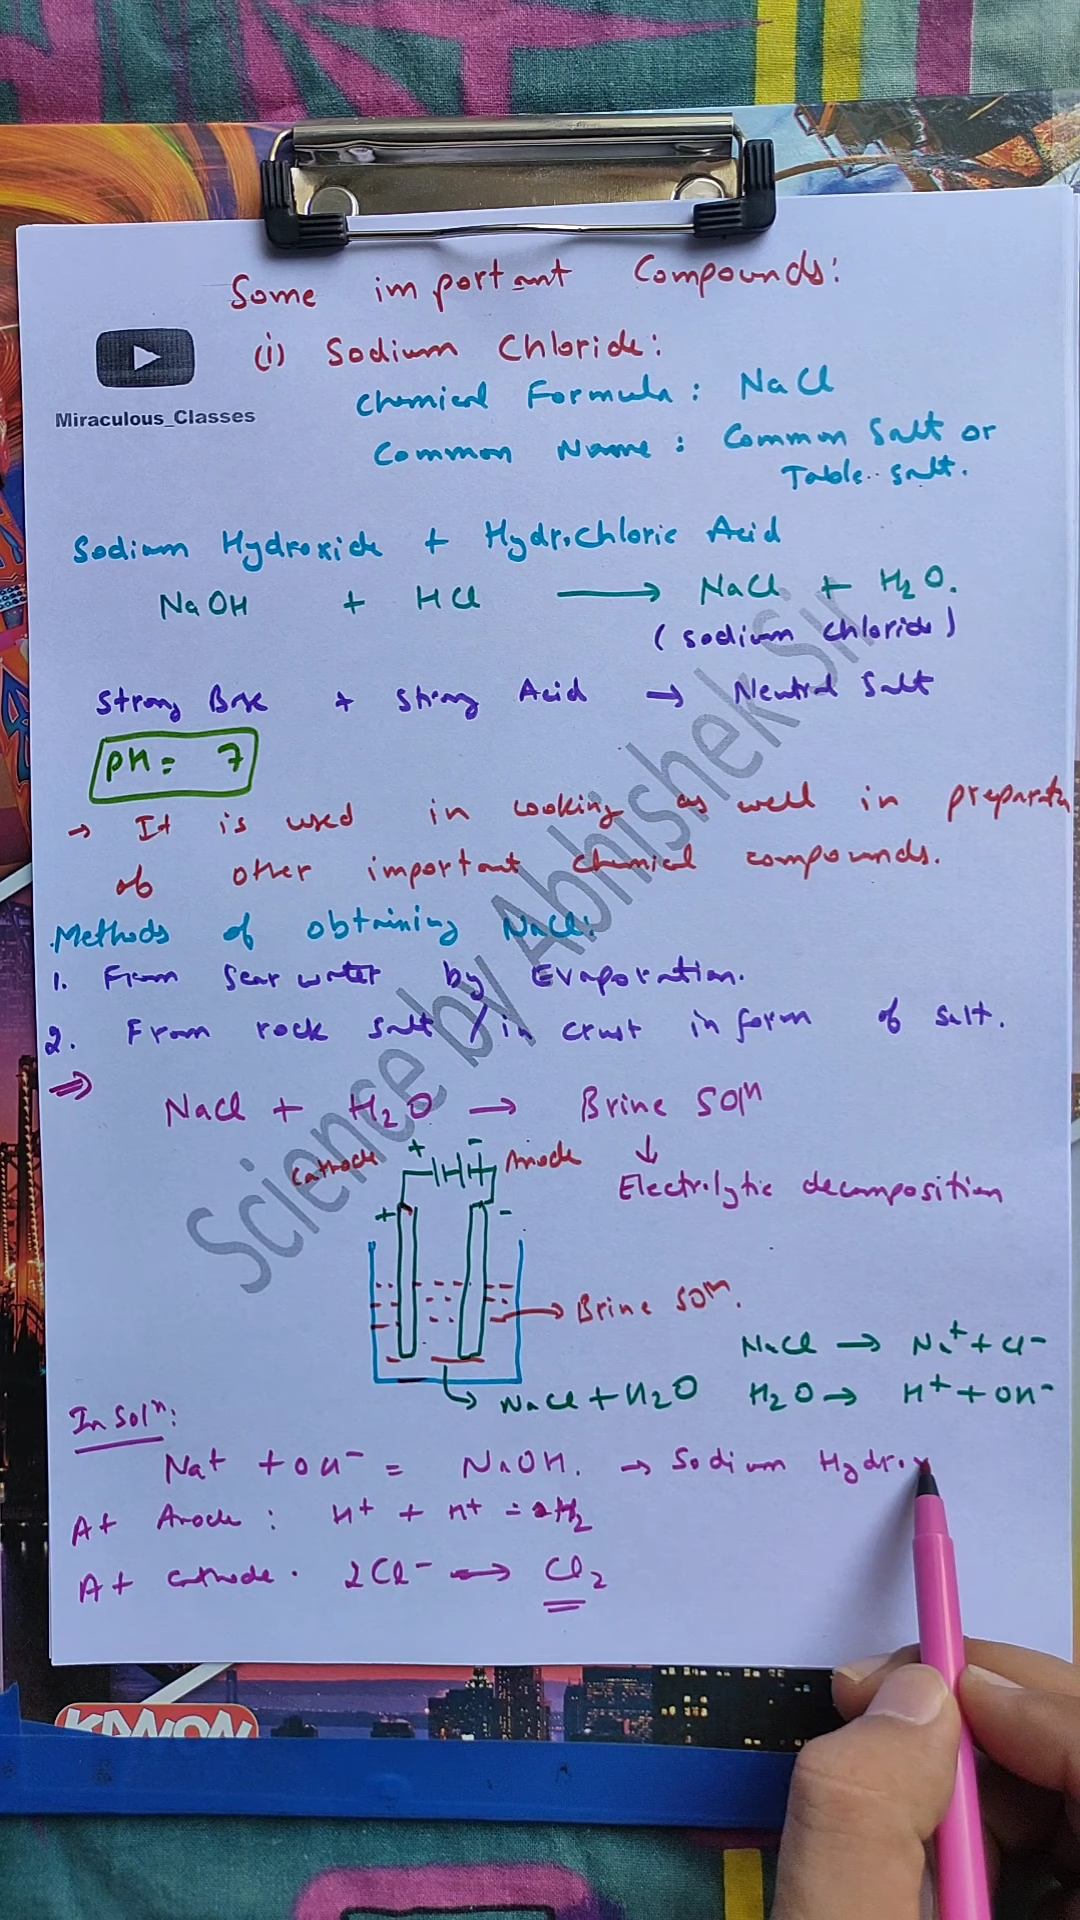 Some important Compounds:
(i) Sodium Chloride:
Miraculous_Classes
Chemical Formula: NaCl
Common Name: Common Salt or
Table salt.
Sodium Hydroxide + Hydrochloric Acid
NaOH + HCl → NaCl + H₂O.
(sodium chloride)
Strong Base + Strong Acid → Neutral Salt
PH = 7
→ It is used in cooking as well in preparation
of other important chemical compounds.
Methods of obtaining NaCl:
1. From Sea water by Evaporation.
2. From rock salt / in crust in form of salt.
⇒ NaCl + H₂O → Brine Solⁿ
↓
Cathode + - Anode
Electrolytic decomposition
+ -
→ Brine Solⁿ.
NaCl → Na⁺ + Cl⁻
→ NaCl + H₂O
H₂O → H⁺ + OH⁻
In Solⁿ:
Na⁺ + OH⁻ = NaOH. → Sodium Hydrox
At Anode: H⁺ + H⁺ = H₂
At cathode. 2Cl⁻ → Cl₂
Science by Abhishek Sir
KIWON